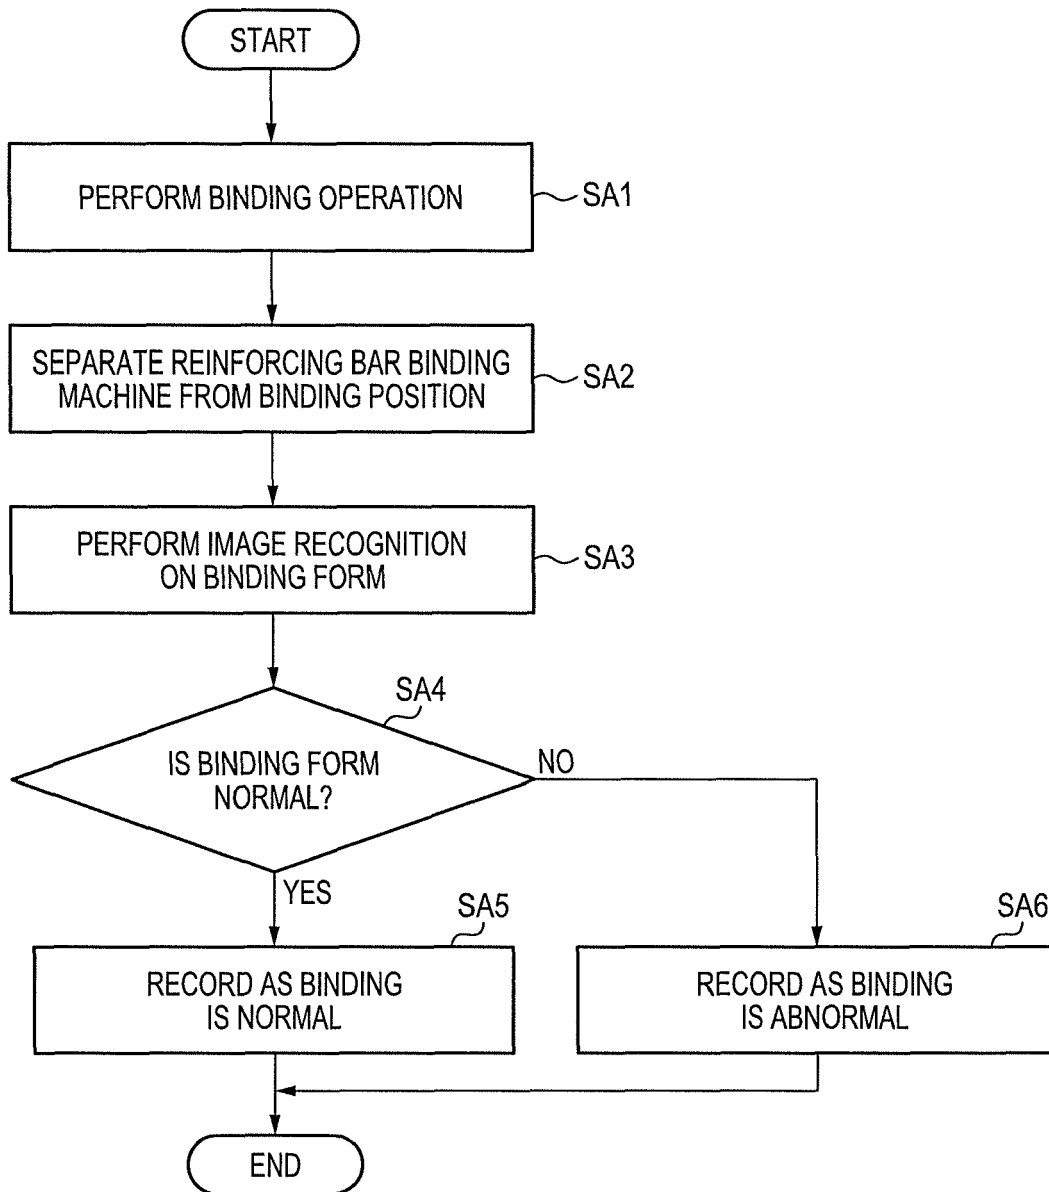 START
PERFORM BINDING OPERATION
SA1
SEPARATE REINFORCING BAR BINDING
MACHINE FROM BINDING POSITION
SA2
PERFORM IMAGE RECOGNITION
ON BINDING FORM
SA3
SA4
IS BINDING FORM
NORMAL?
NO
YES
SA5
RECORD AS BINDING
IS NORMAL
SA6
RECORD AS BINDING
IS ABNORMAL
END